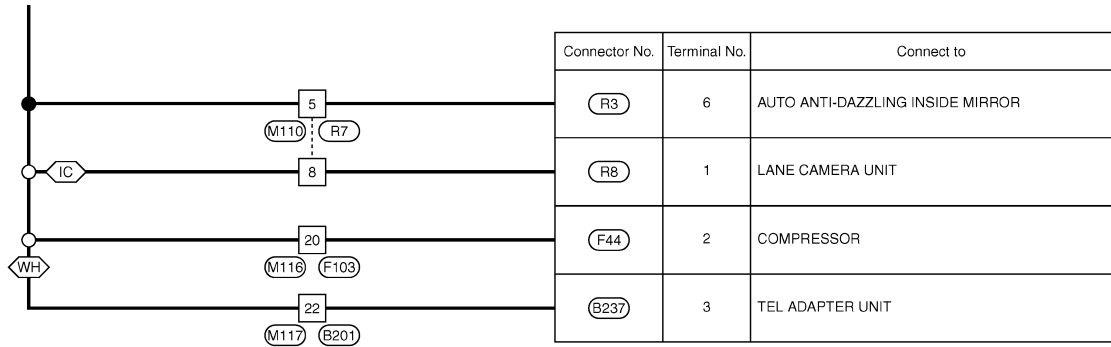 Connector No. Terminal No. Connect to
5 R3 6 AUTO ANTI-DAZZLING INSIDE MIRROR
M110 R7
IC 8 R8 1 LANE CAMERA UNIT
20 F44 2 COMPRESSOR
WH M116 F103
22 B237 3 TEL ADAPTER UNIT
M117 B201